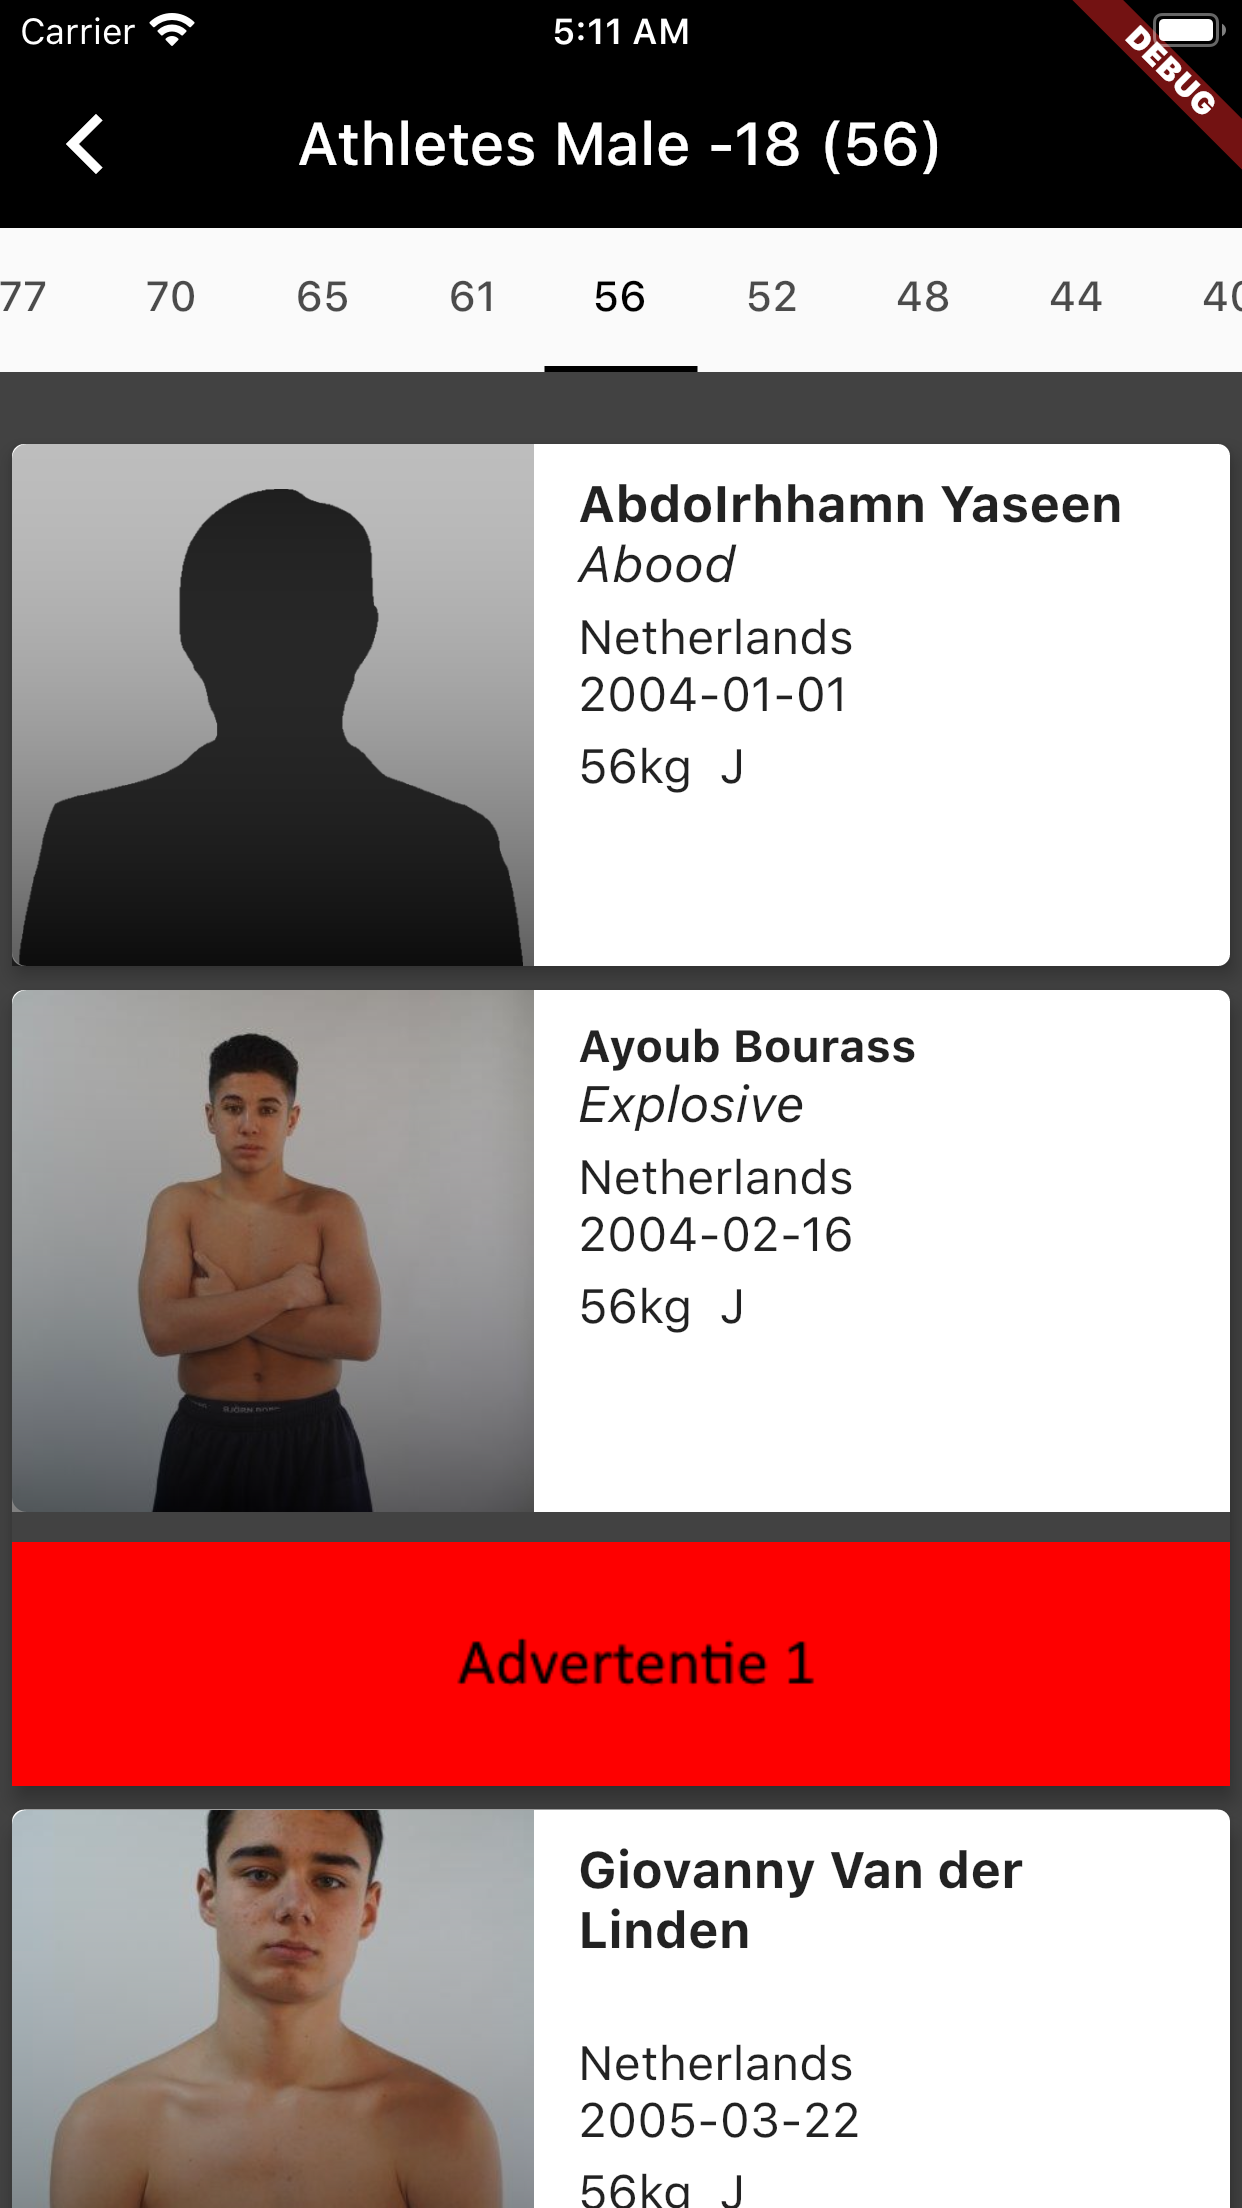 Carrier 5:11 AM
DEBUG
Athletes Male -18 (56)
77 70 65 61 56 52 48 44 40
Abdolrhhamn Yaseen
Abood
Netherlands
2004-01-01
56kg J
Ayoub Bourass
Explosive
Netherlands
2004-02-16
56kg J
Advertentie 1
Giovanny Van der
Linden
Netherlands
2005-03-22
56kg J